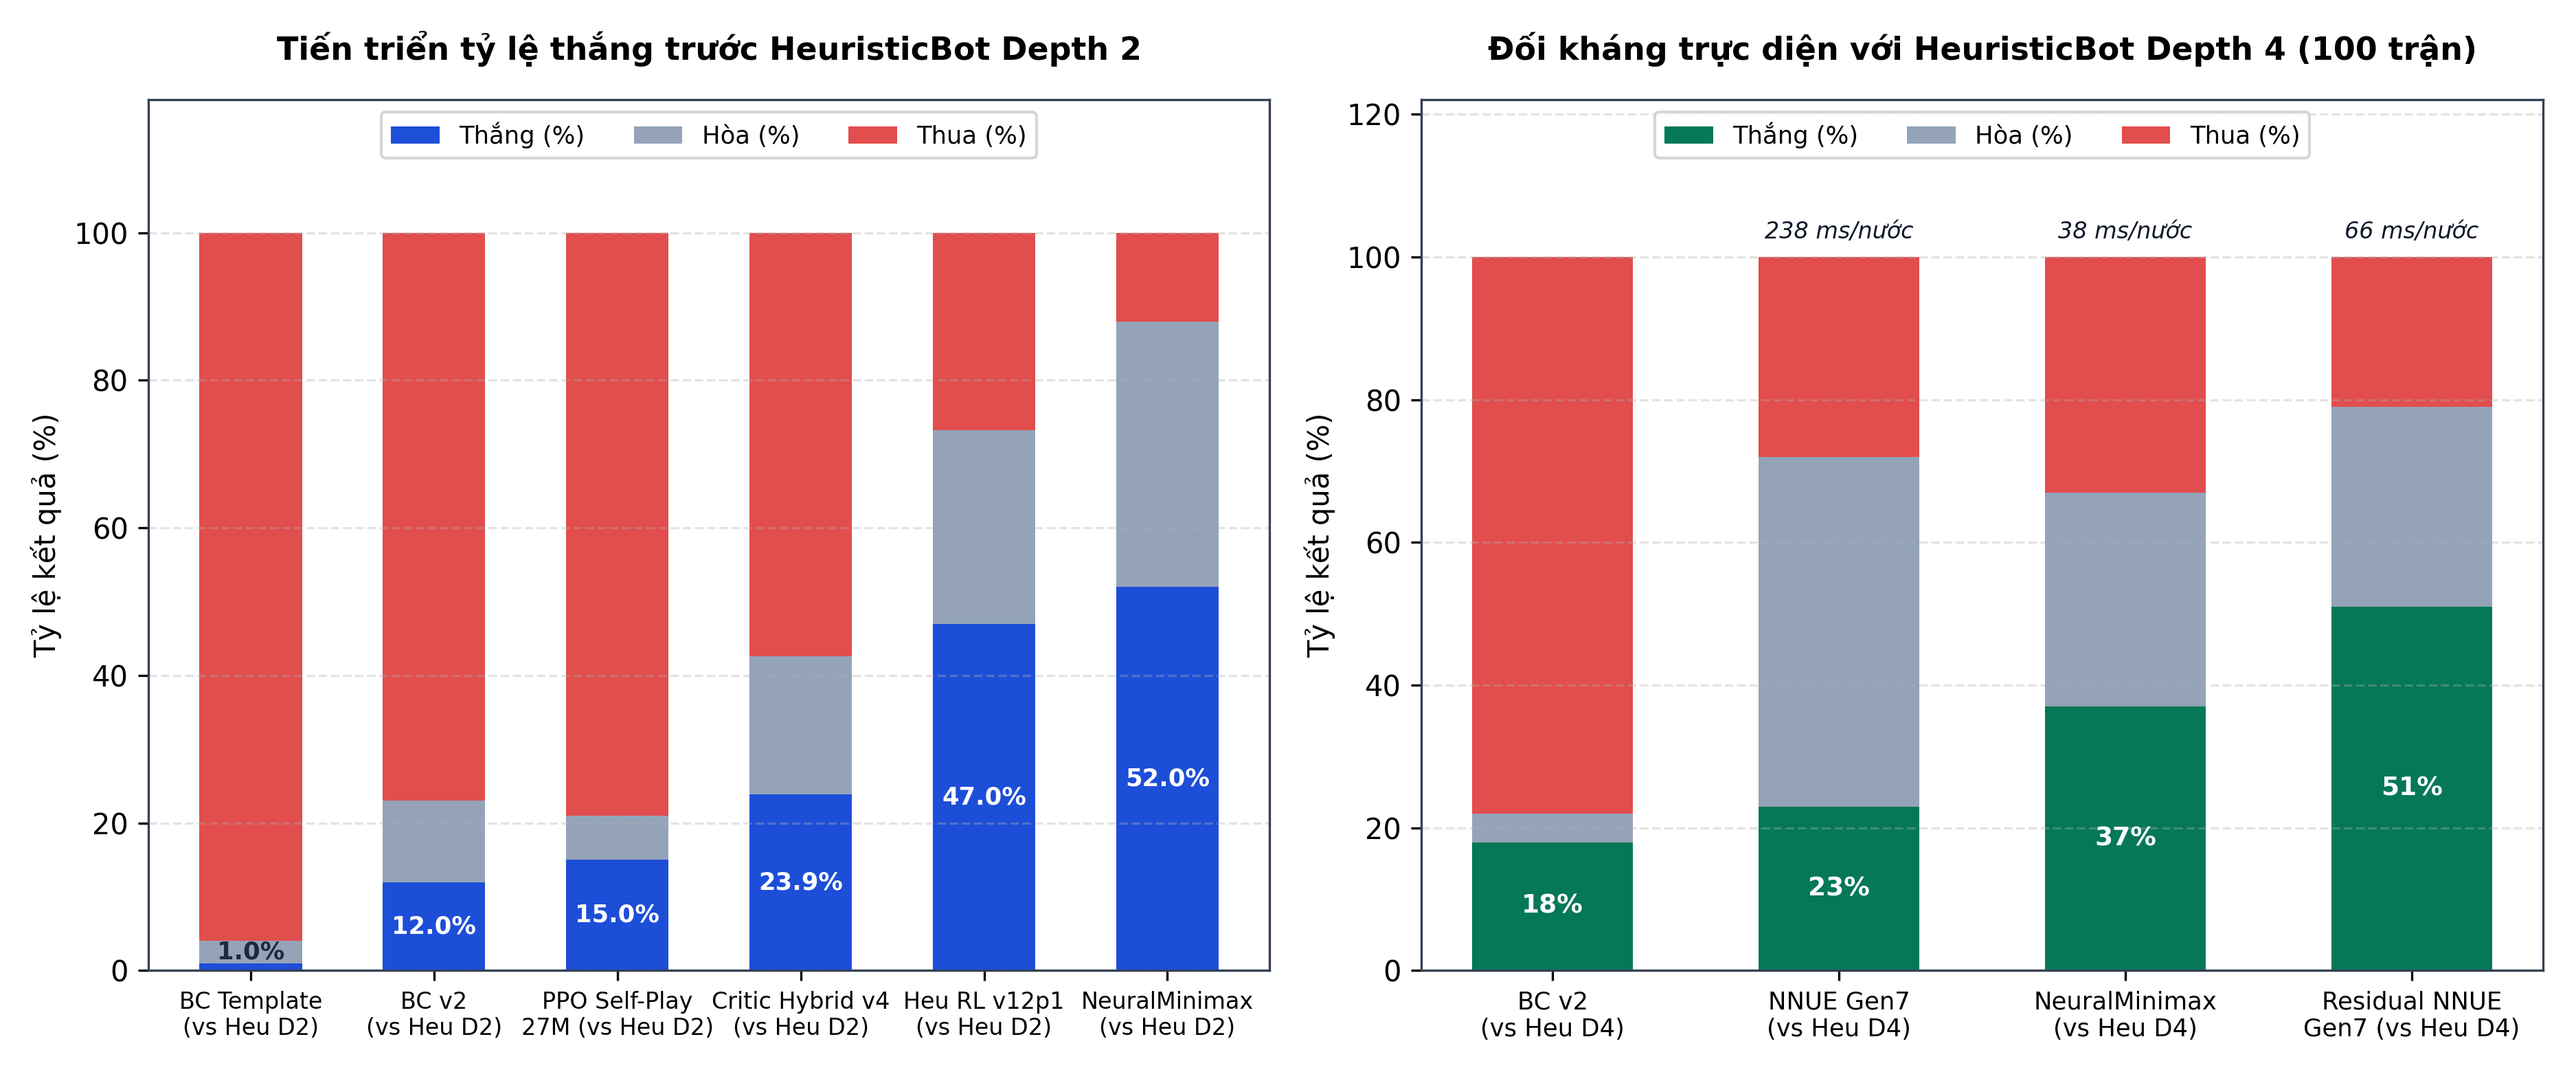 Tiến triển tỷ lệ thắng trước HeuristicBot Depth 2
Thắng (%) Hòa (%) Thua (%)
Tỷ lệ kết quả (%)
100
80
60
40
20
0
1.0%
12.0%
15.0%
23.9%
47.0%
52.0%
BC Template
(vs Heu D2)
BC v2
(vs Heu D2)
PPO Self-Play
27M (vs Heu D2)
Critic Hybrid v4
(vs Heu D2)
Heu RL v12p1
(vs Heu D2)
NeuralMinimax
(vs Heu D2)
Đối kháng trực diện với HeuristicBot Depth 4 (100 trận)
Thắng (%) Hòa (%) Thua (%)
Tỷ lệ kết quả (%)
120
100
80
60
40
20
0
238 ms/nước
38 ms/nước
66 ms/nước
18%
23%
37%
51%
BC v2
(vs Heu D4)
NNUE Gen7
(vs Heu D4)
NeuralMinimax
(vs Heu D4)
Residual NNUE
Gen7 (vs Heu D4)